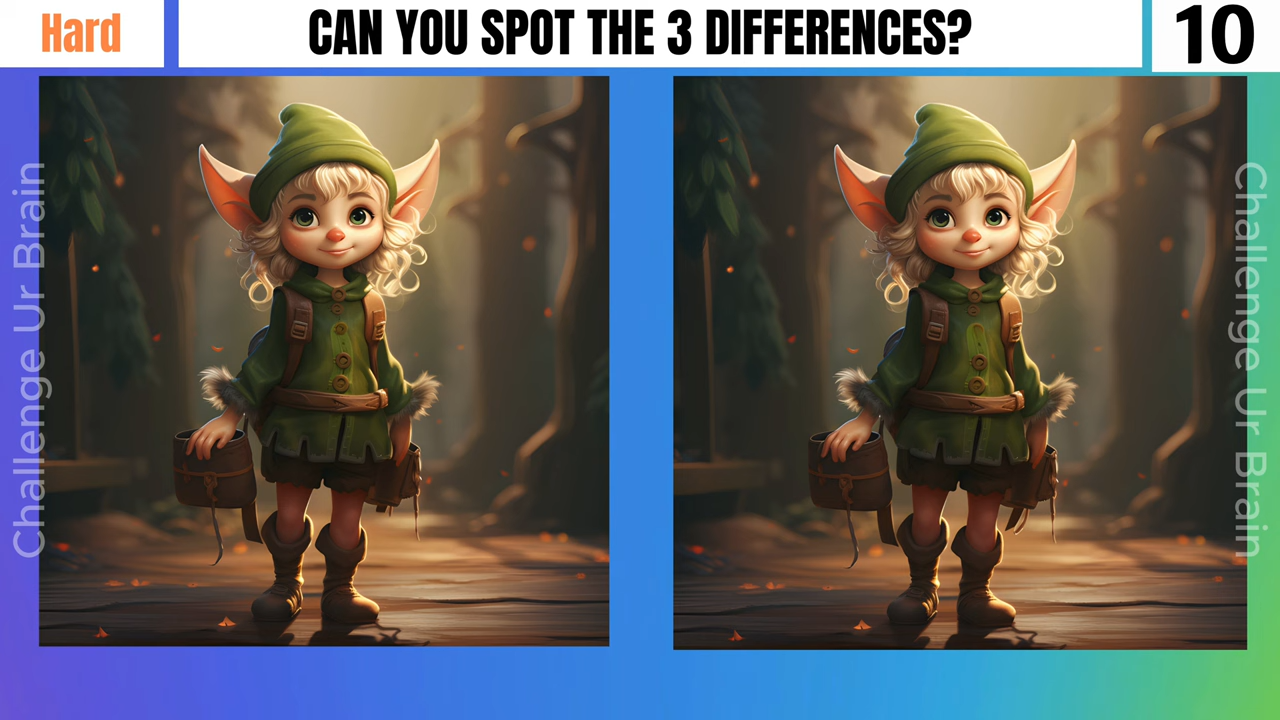 Hard
CAN YOU SPOT THE 3 DIFFERENCES?
10
Challenge Ur Brain
Challenge Ur Brain